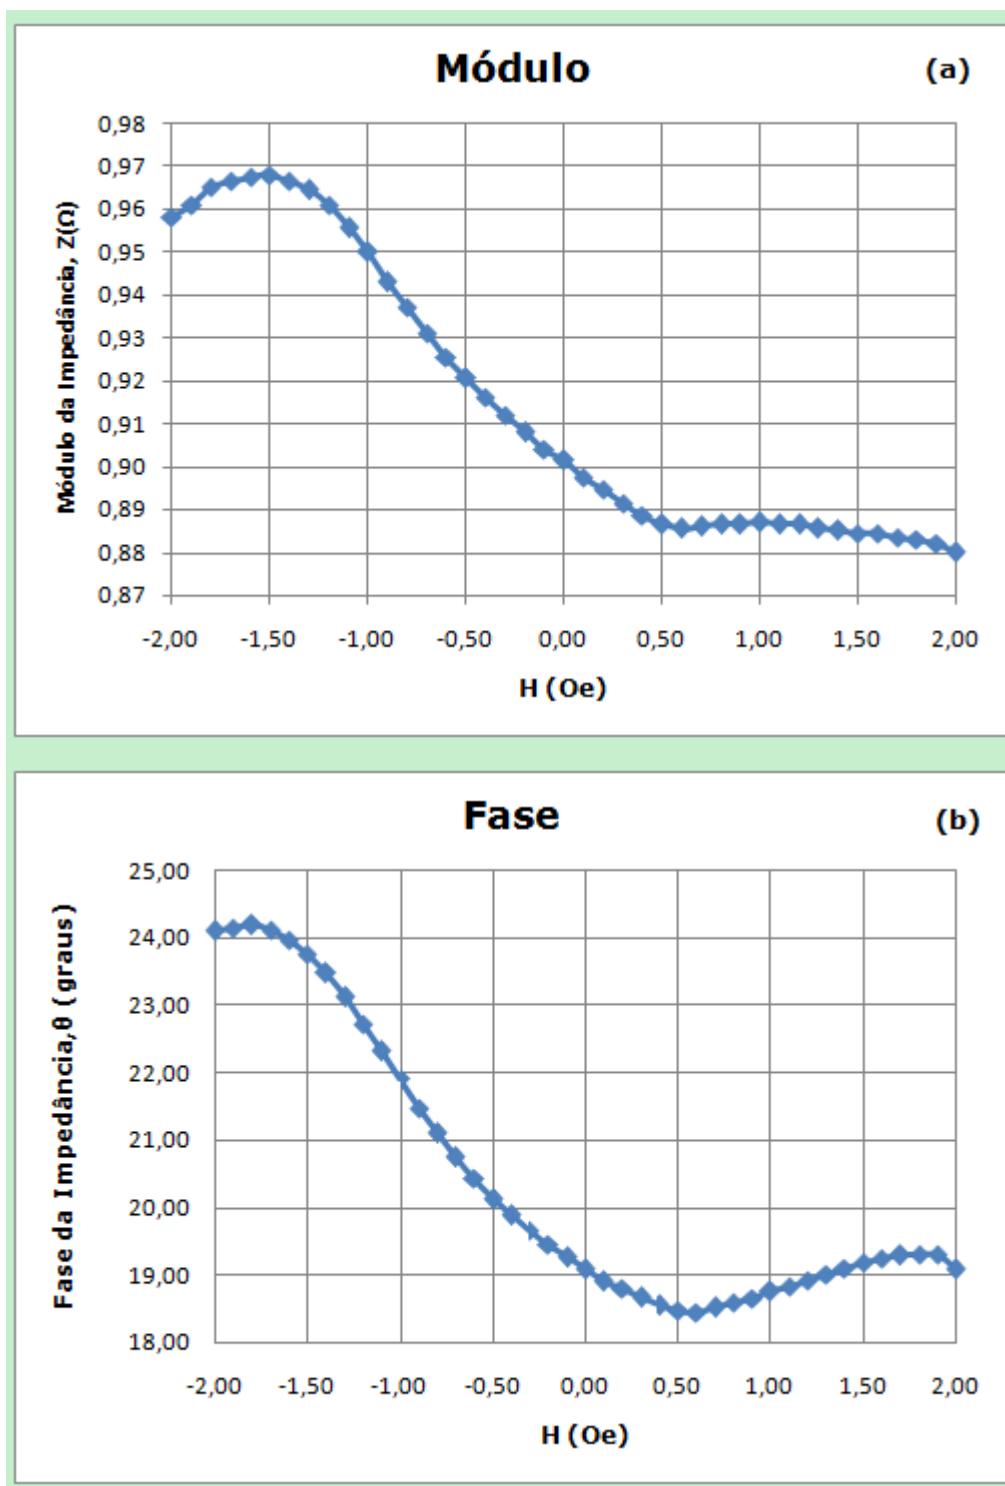 Módulo
(a)
0,98
0,97
0,96
0,95
0,94
0,93
0,92
0,91
0,90
0,89
0,88
0,87
Módulo da Impedância, Z(Ω)
-2,00 -1,50 -1,00 -0,50 0,00 0,50 1,00 1,50 2,00
H (Oe)
Fase
(b)
25,00
24,00
23,00
22,00
21,00
20,00
19,00
18,00
Fase da Impedância,θ (graus)
-2,00 -1,50 -1,00 -0,50 0,00 0,50 1,00 1,50 2,00
H (Oe)